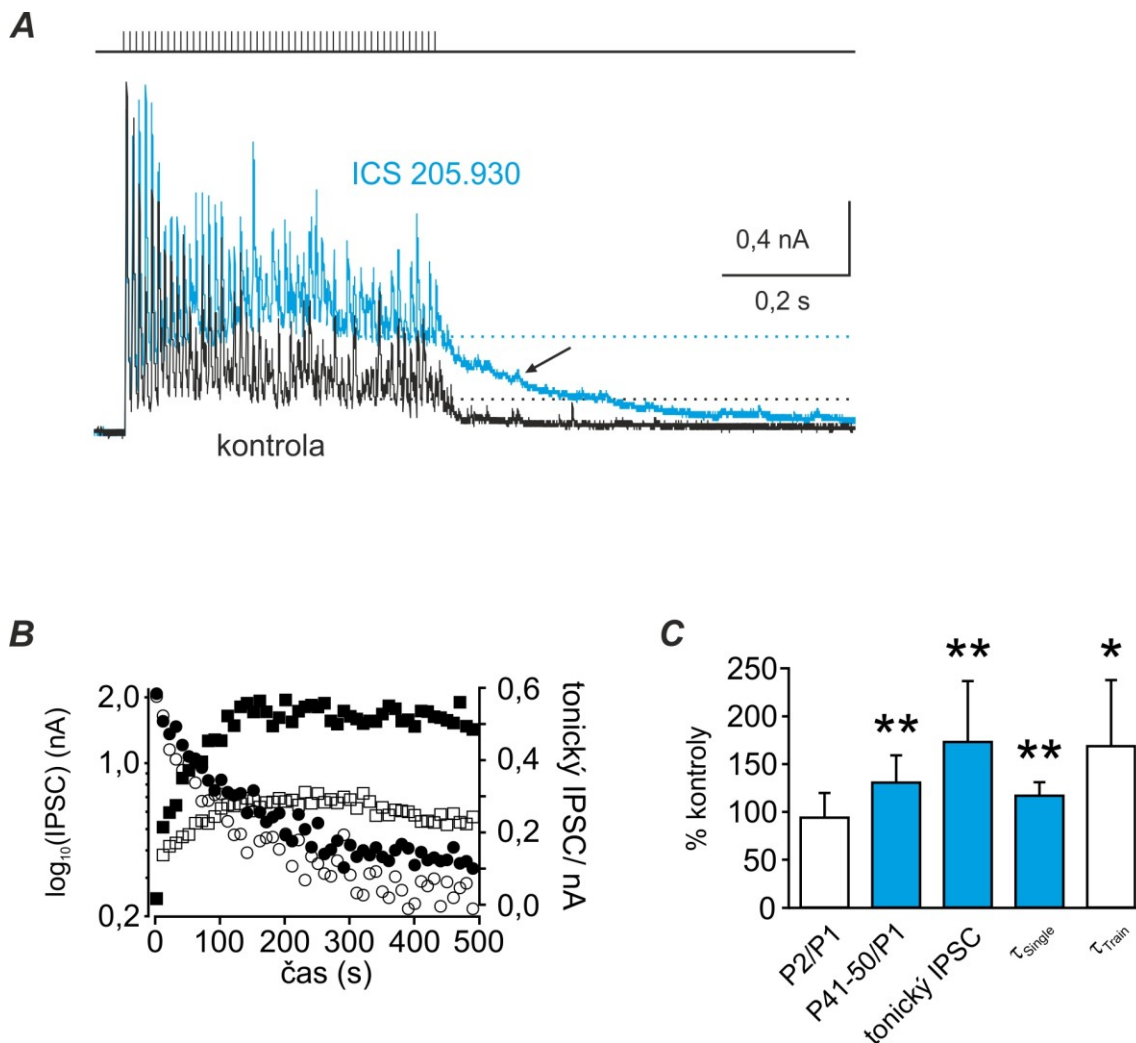 A
ICS 205.930
0,4 nA
0,2 s
kontrola
B
log10(IPSC) (nA)
2,0
1,0
0,2
0 100 200 300 400 500
čas (s)
0,6
0,4
0,2
0,0
tonický IPSC/ nA
C
% kontroly
250
200
150
100
50
0
** ** ** *
P2/P1
P41-50/P1
tonický IPSC
τSingle
τTrain